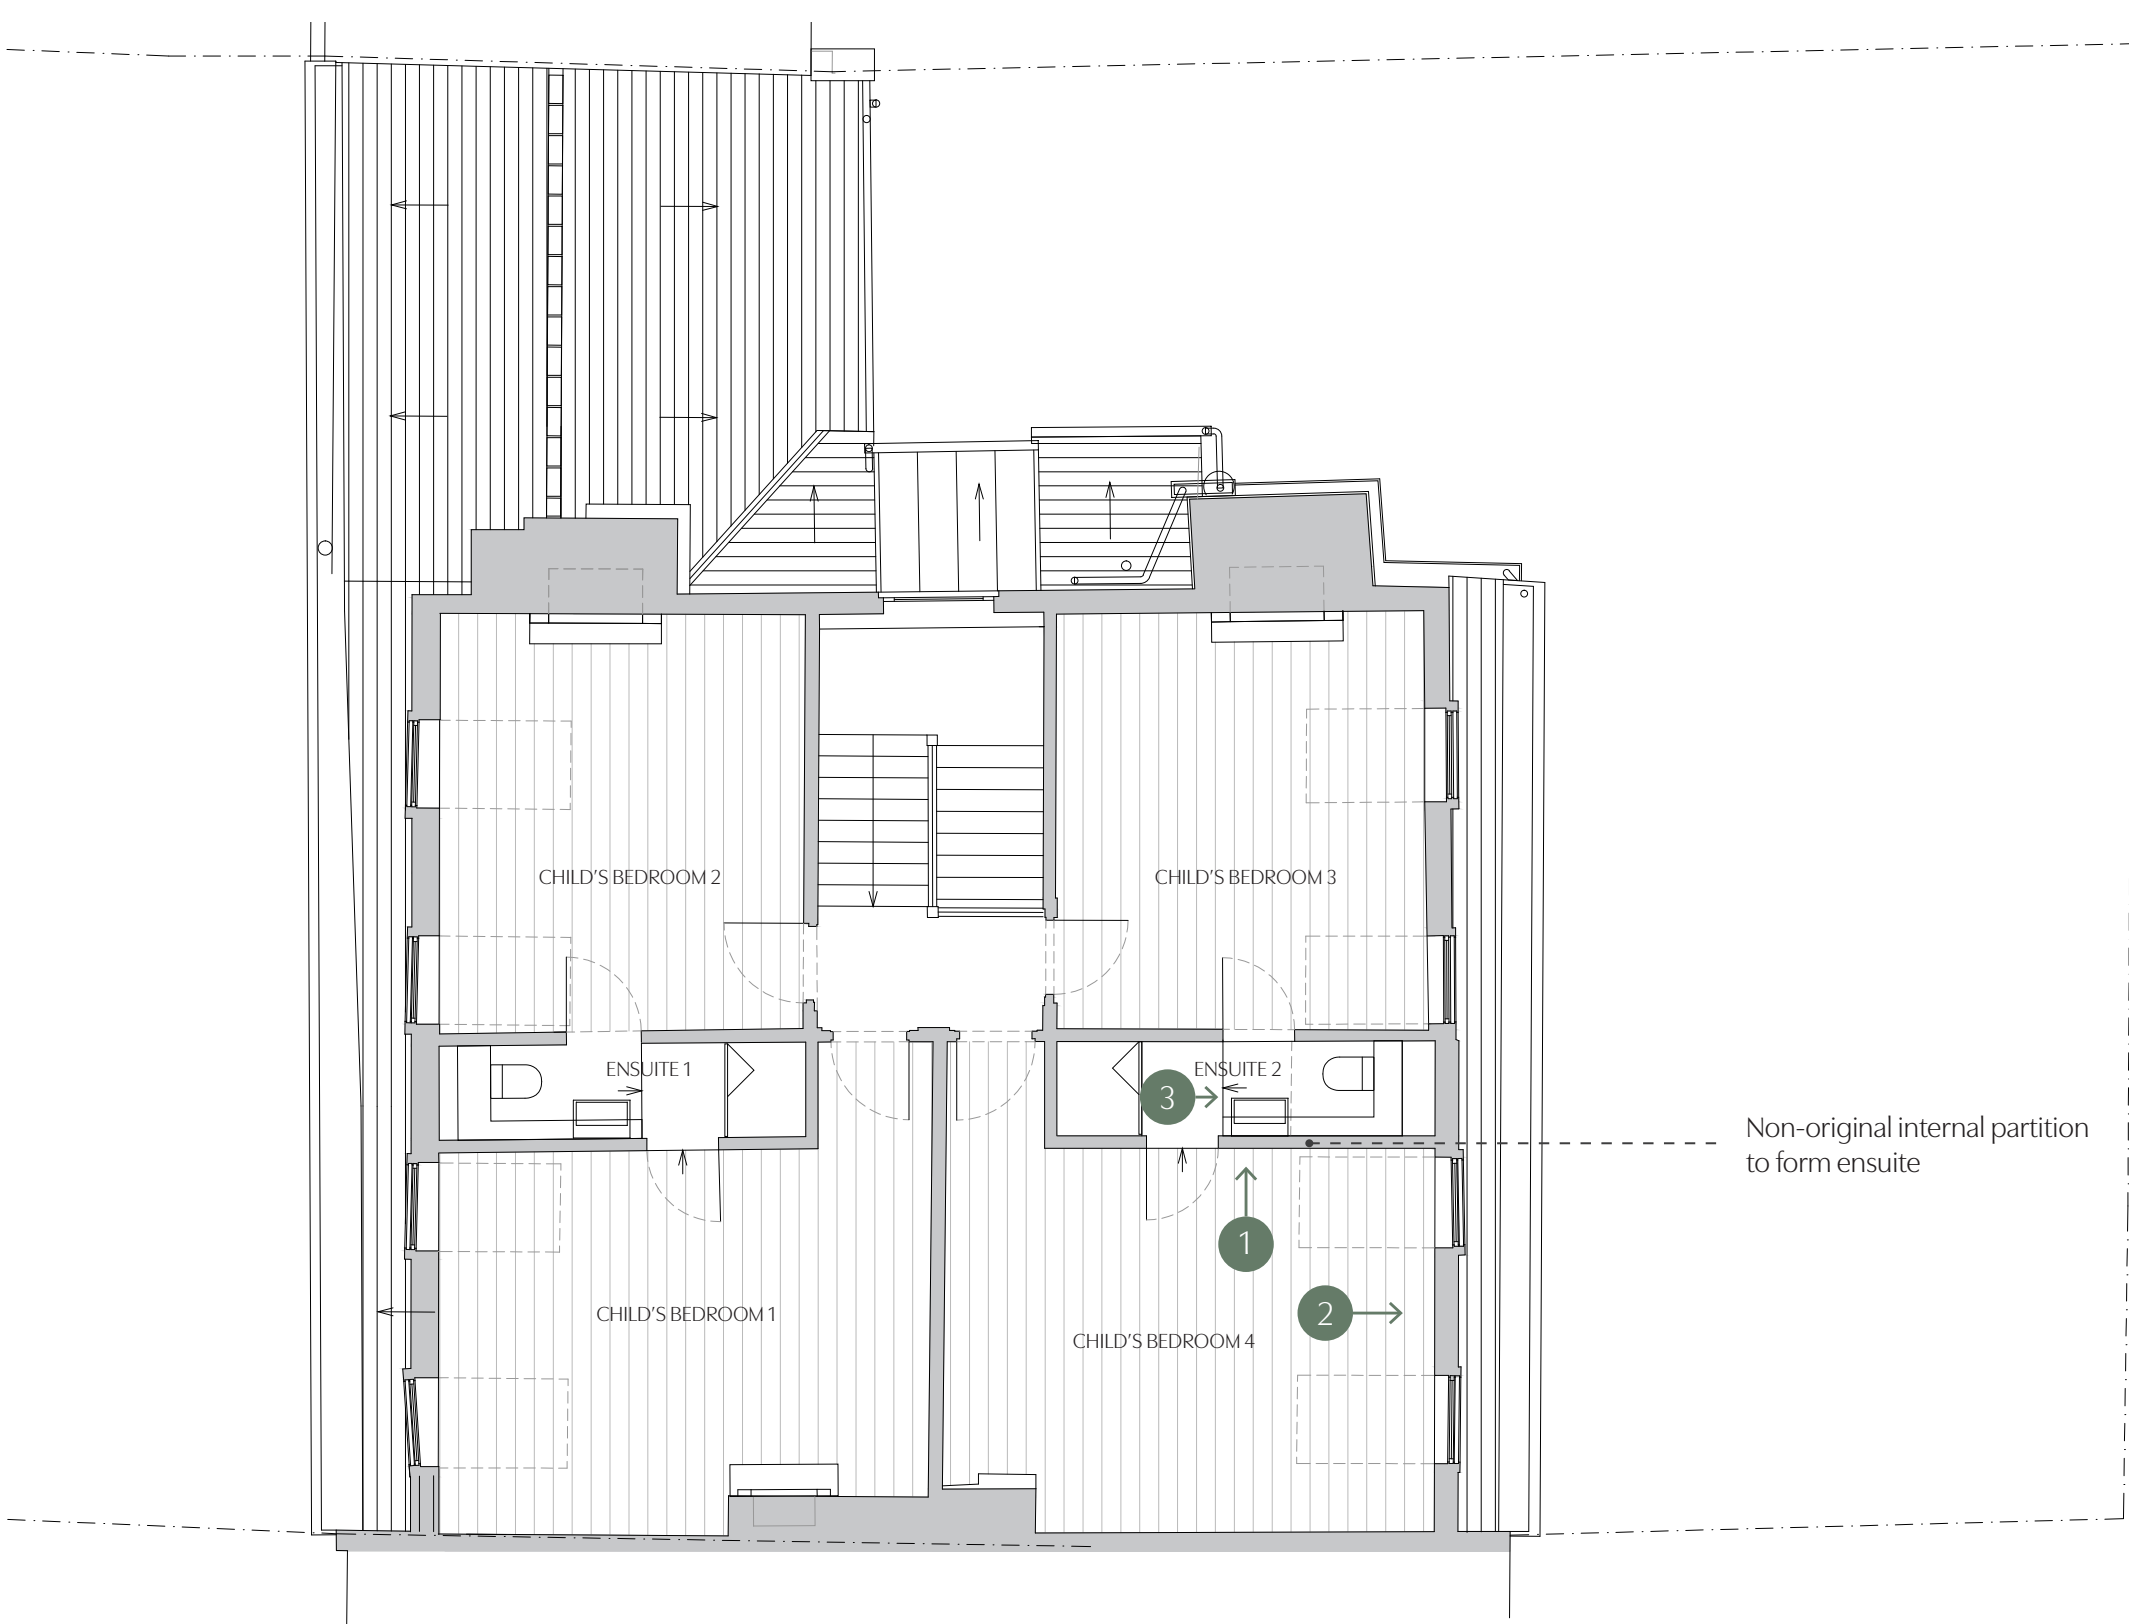 CHILD'S BEDROOM 2
CHILD'S BEDROOM 3
ENSUITE 1
ENSUITE 2
3
Non-original internal partition
to form ensuite
1
2
CHILD'S BEDROOM 1
CHILD'S BEDROOM 4